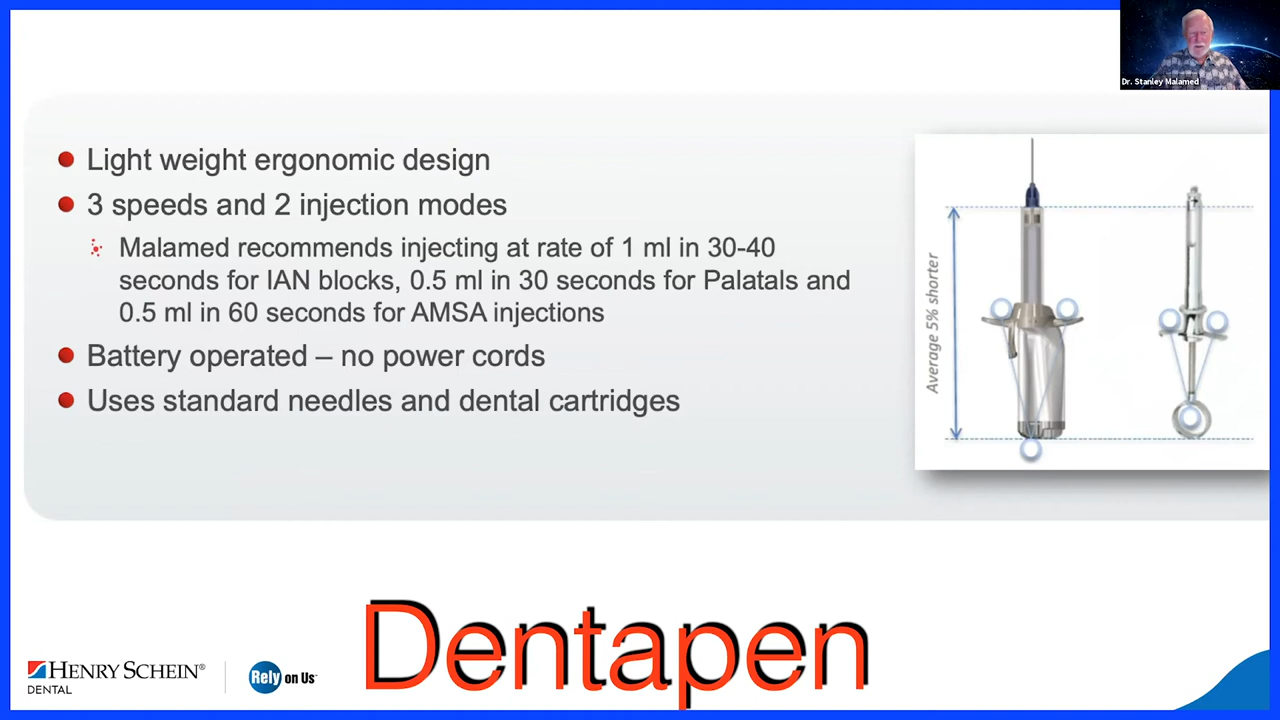 Dr. Stanley Malamed
Light weight ergonomic design
3 speeds and 2 injection modes
Malamed recommends injecting at rate of 1 ml in 30-40
seconds for IAN blocks, 0.5 ml in 30 seconds for Palatals and
0.5 ml in 60 seconds for AMSA injections
Battery operated – no power cords
Uses standard needles and dental cartridges
Average 5% shorter
HENRY SCHEIN®
DENTAL
Rely on Us™
Dentapen